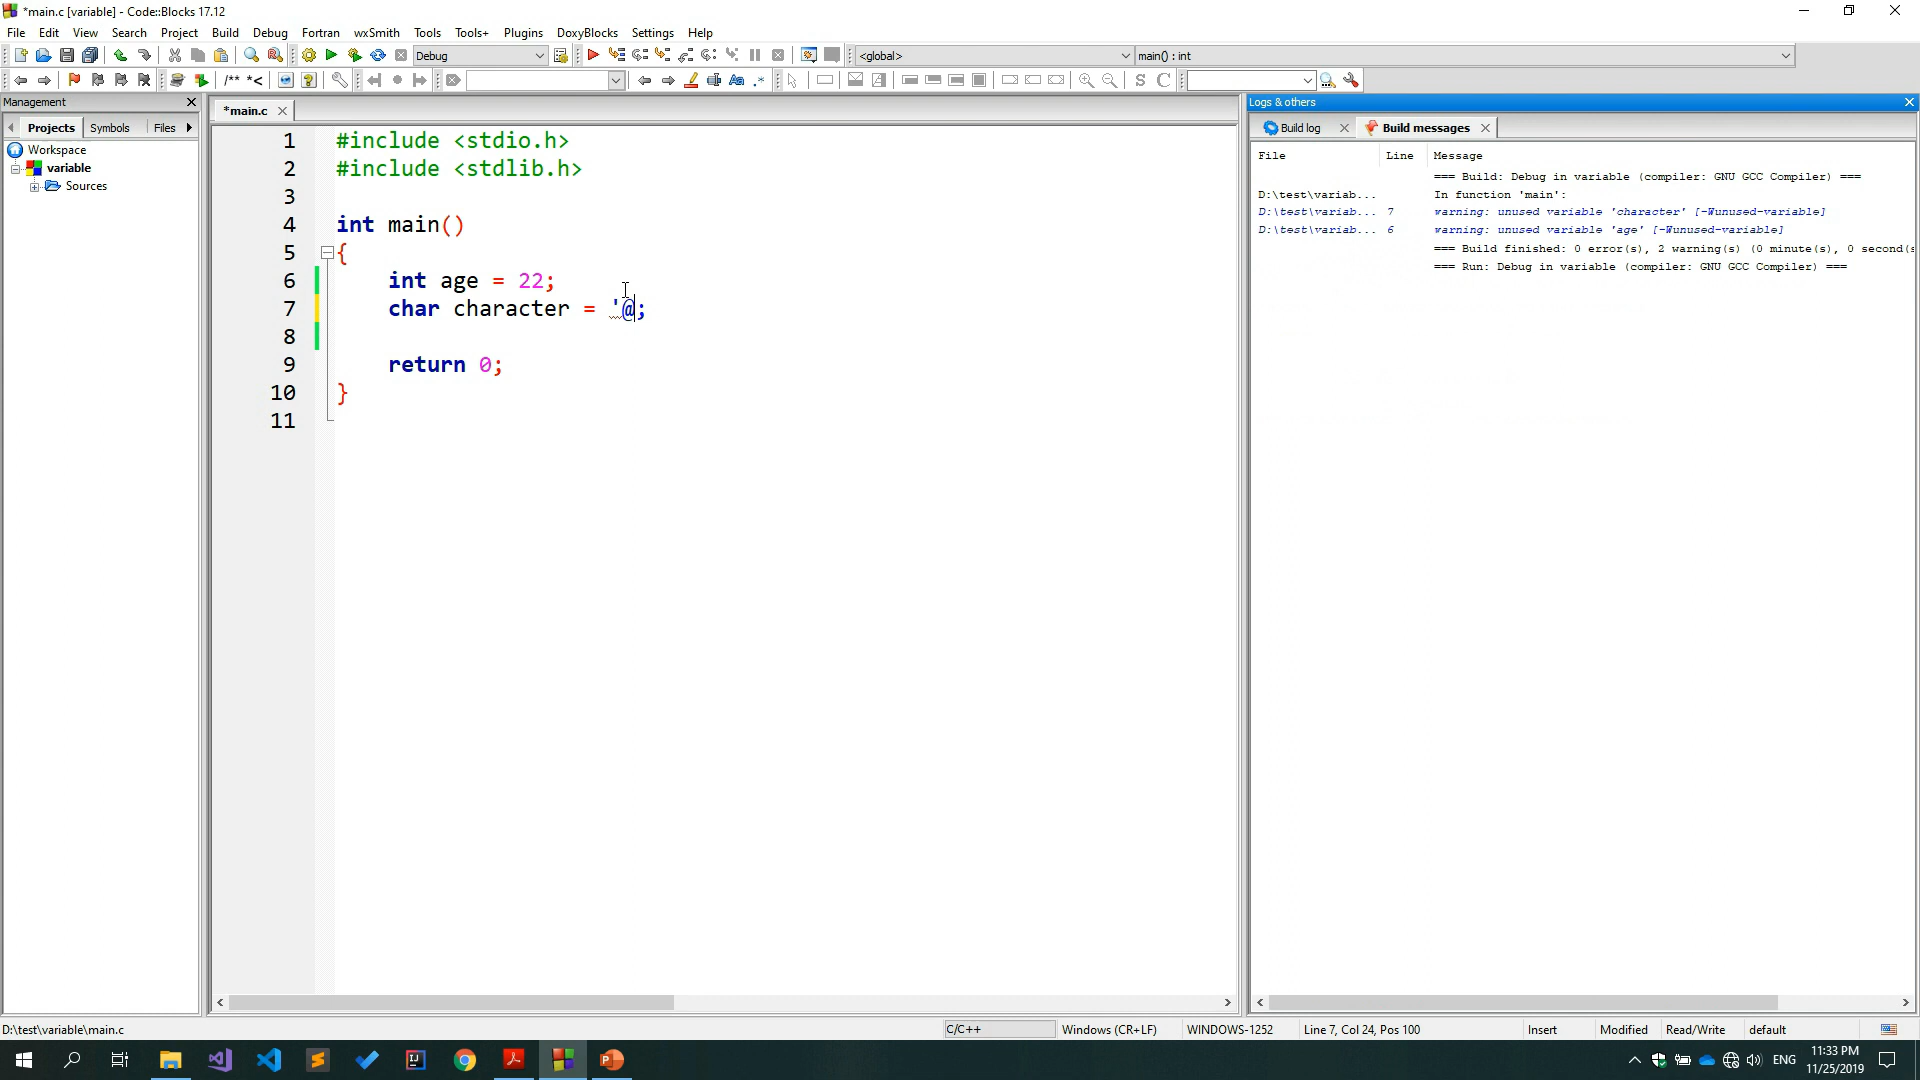 *main.c [variable] - Code::Blocks 17.12
File Edit View Search Project Build Debug Fortran wxSmith Tools Tools+ Plugins DoxyBlocks Settings Help
Debug <global> main() : int
/** *<
Management
Projects Symbols Files
Workspace
variable
Sources
*main.c
1 #include <stdio.h>
2 #include <stdlib.h>
3
4 int main()
5 {
6 int age = 22;
7 char character = '@;
8
9 return 0;
10 }
11
Logs & others
Build log Build messages
File Line Message
=== Build: Debug in variable (compiler: GNU GCC Compiler) ===
D:\test\variab... In function 'main':
D:\test\variab... 7 warning: unused variable 'character' [-Wunused-variable]
D:\test\variab... 6 warning: unused variable 'age' [-Wunused-variable]
=== Build finished: 0 error(s), 2 warning(s) (0 minute(s), 0 second(s
=== Run: Debug in variable (compiler: GNU GCC Compiler) ===
D:\test\variable\main.c C/C++ Windows (CR+LF) WINDOWS-1252 Line 7, Col 24, Pos 100 Insert Modified Read/Write default
ENG 11:33 PM
11/25/2019